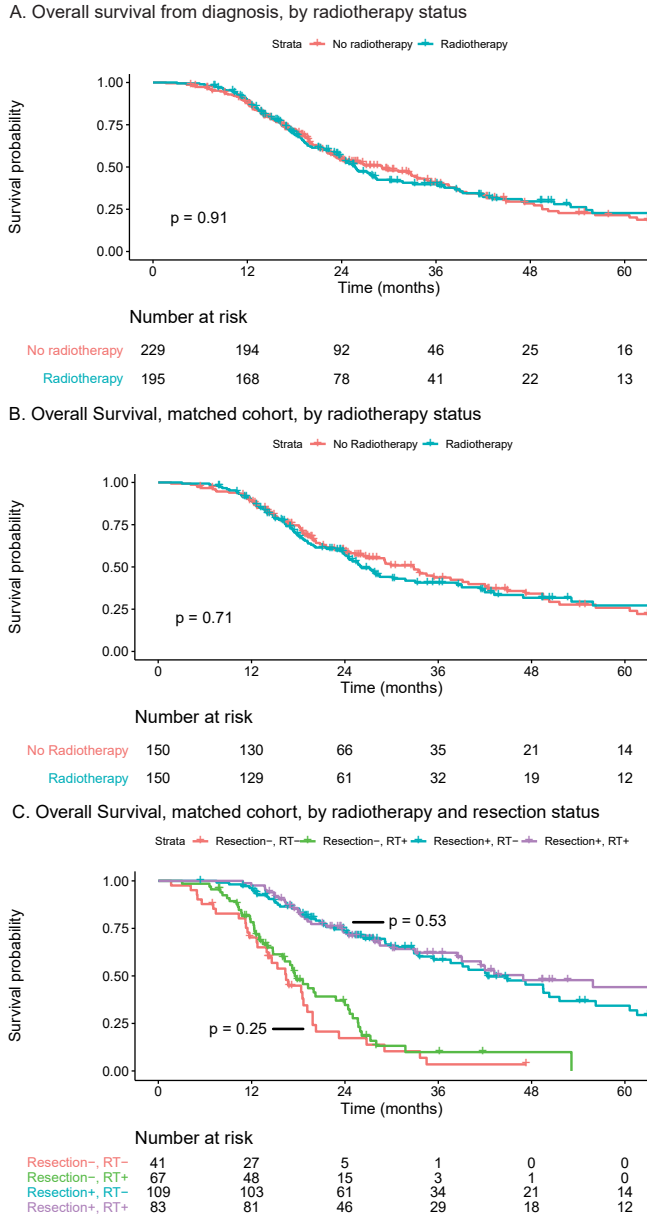 A. Overall survival from diagnosis, by radiotherapy status
Strata No radiotherapy Radiotherapy
Survival probability
1.00
0.75
0.50
0.25
0.00
p = 0.91
0 12 24 36 48 60
Time (months)
Number at risk
No radiotherapy 229 194 92 46 25 16
Radiotherapy 195 168 78 41 22 13
B. Overall Survival, matched cohort, by radiotherapy status
Strata No Radiotherapy Radiotherapy
Survival probability
1.00
0.75
0.50
0.25
0.00
p = 0.71
0 12 24 36 48 60
Time (months)
Number at risk
No Radiotherapy 150 130 66 35 21 14
Radiotherapy 150 129 61 32 19 12
C. Overall Survival, matched cohort, by radiotherapy and resection status
Strata Resection−, RT− Resection−, RT+ Resection+, RT− Resection+, RT+
Survival probability
1.00
0.75
0.50
0.25
0.00
p = 0.53
p = 0.25
0 12 24 36 48 60
Time (months)
Number at risk
Resection−, RT− 41 27 5 1 0 0
Resection−, RT+ 67 48 15 3 1 0
Resection+, RT− 109 103 61 34 21 14
Resection+, RT+ 83 81 46 29 18 12